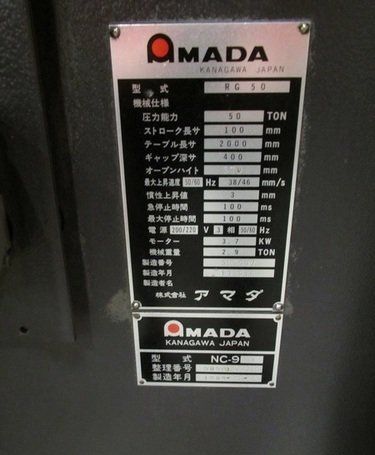 AMADA
KANAGAWA JAPAN
型式 RG 50
機械仕様
圧力能力 50 TON
ストローク長サ 100 mm
テーブル長サ 2000 mm
ギャップ深サ 400 mm
オープンハイト mm
最大上昇速度 50/60 Hz 38/46 mm/s
慣性上昇値 3 mm
急停止時間 100 ms
最大停止時間 100 ms
電源 200/220 V 3 相 50/60 Hz
モーター 3.7 KW
機械重量 2.9 TON
製造番号
製造年月
製造者名
株式会社 アマダ
AMADA
KANAGAWA JAPAN
型式 NC-9
整理番号
製造年月